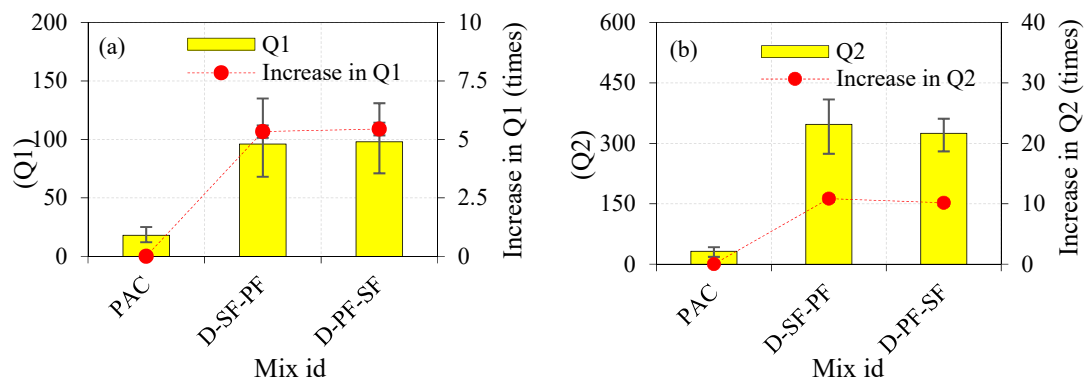 (a)
Q1
Increase in Q1
200
150
100
50
0
(Q1)
10
7.5
5
2.5
0
Increase in Q1 (times)
PAC
D-SF-PF
D-PF-SF
Mix id
(b)
Q2
Increase in Q2
600
450
300
150
0
(Q2)
40
30
20
10
0
Increase in Q2 (times)
PAC
D-SF-PF
D-PF-SF
Mix id